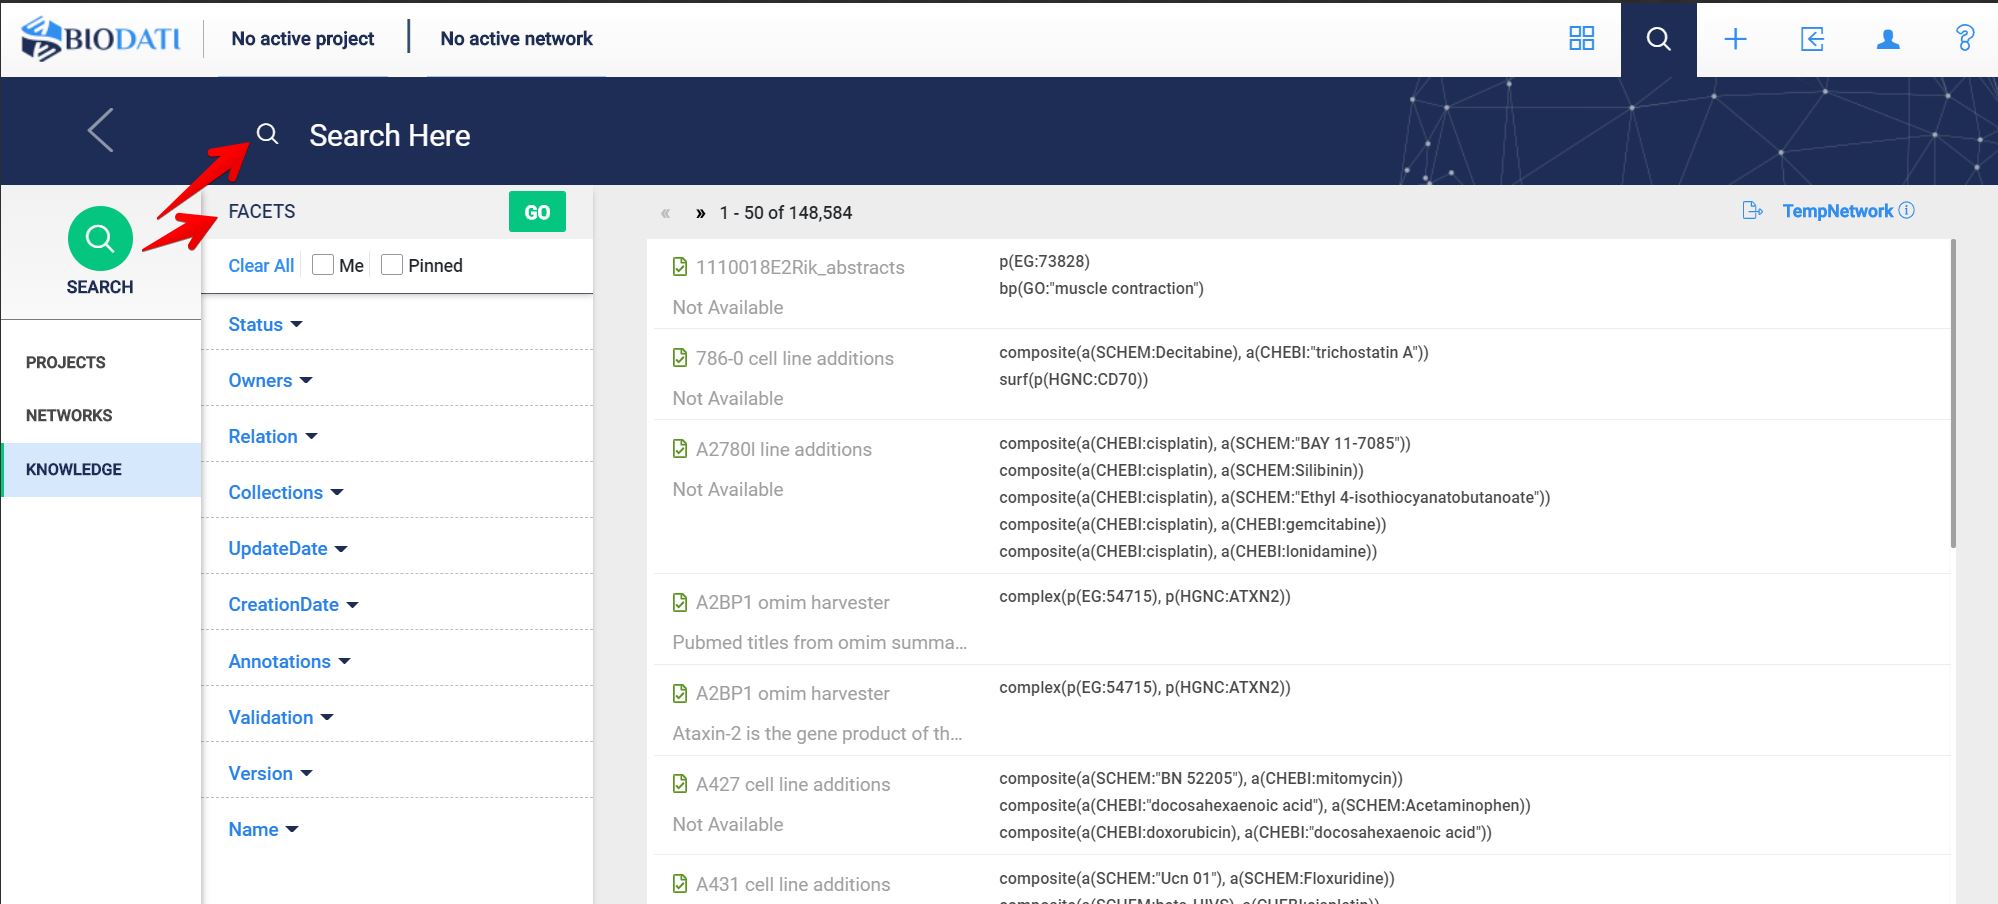 BIODATI
No active project
No active network
Search Here
SEARCH
PROJECTS
NETWORKS
KNOWLEDGE
FACETS
GO
Clear All
Me
Pinned
Status
Owners
Relation
Collections
UpdateDate
CreationDate
Annotations
Validation
Version
Name
« » 1 - 50 of 148,584
TempNetwork
1110018E2Rik_abstracts
Not Available
p(EG:73828)
bp(GO:"muscle contraction")
786-0 cell line additions
Not Available
composite(a(SCHEM:Decitabine), a(CHEBI:"trichostatin A"))
surf(p(HGNC:CD70))
A2780l line additions
Not Available
composite(a(CHEBI:cisplatin), a(SCHEM:"BAY 11-7085"))
composite(a(CHEBI:cisplatin), a(SCHEM:Silibinin))
composite(a(CHEBI:cisplatin), a(SCHEM:"Ethyl 4-isothiocyanatobutanoate"))
composite(a(CHEBI:cisplatin), a(CHEBI:gemcitabine))
composite(a(CHEBI:cisplatin), a(CHEBI:lonidamine))
A2BP1 omim harvester
Pubmed titles from omim summa...
complex(p(EG:54715), p(HGNC:ATXN2))
A2BP1 omim harvester
Ataxin-2 is the gene product of th...
complex(p(EG:54715), p(HGNC:ATXN2))
A427 cell line additions
Not Available
composite(a(SCHEM:"BN 52205"), a(CHEBI:mitomycin))
composite(a(CHEBI:"docosahexaenoic acid"), a(SCHEM:Acetaminophen))
composite(a(CHEBI:doxorubicin), a(CHEBI:"docosahexaenoic acid"))
A431 cell line additions
composite(a(SCHEM:"Ucn 01"), a(SCHEM:Floxuridine))